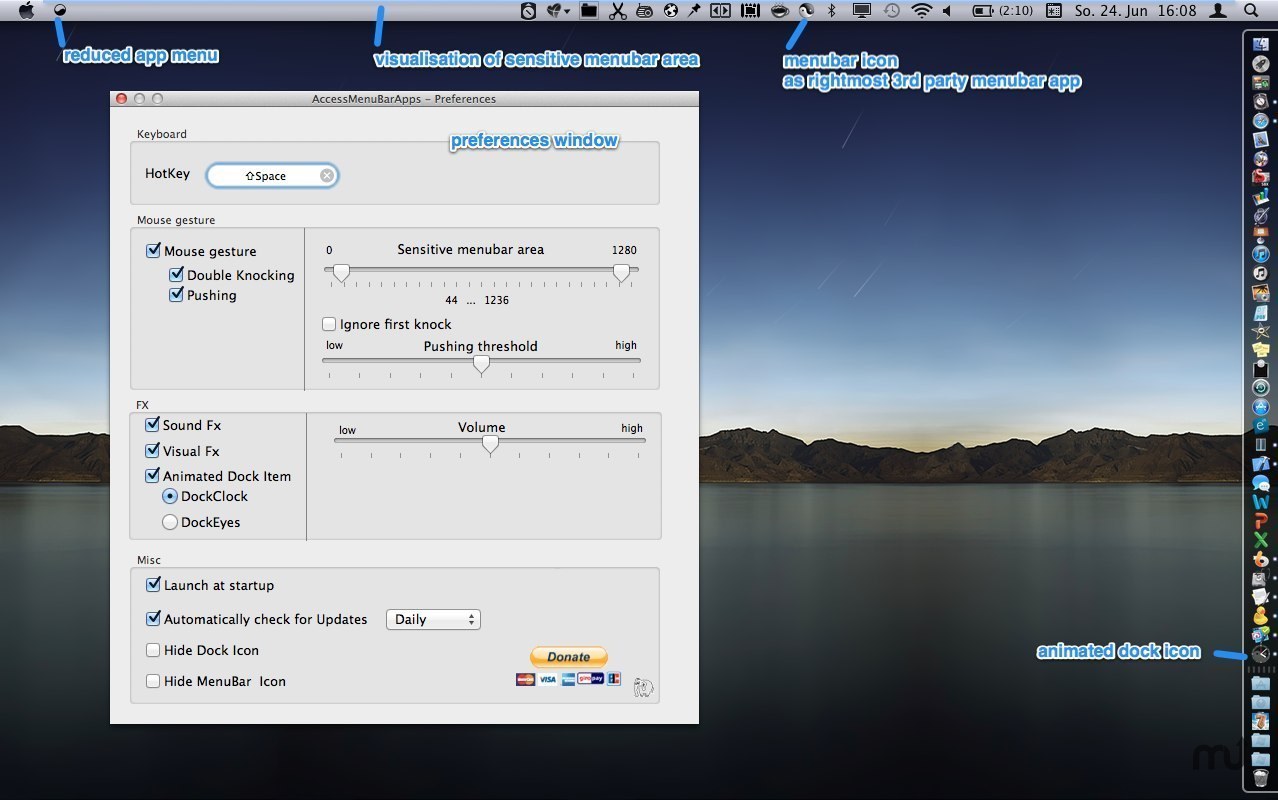 (2:10) So. 24. Jun 16:08
reduced app menu
visualisation of sensitive menubar area
menubar icon
as rightmost 3rd party menubar app
AccessMenuBarApps – Preferences
preferences window
Keyboard
HotKey ⇧Space
Mouse gesture
Mouse gesture
Double Knocking
Pushing
0 Sensitive menubar area 1280
44 ... 1236
Ignore first knock
low Pushing threshold high
FX
Sound Fx
Visual Fx
Animated Dock Item
DockClock
DockEyes
low Volume high
Misc
Launch at startup
Automatically check for Updates Daily
Hide Dock Icon
Hide MenuBar Icon
Donate
VISA
animated dock icon